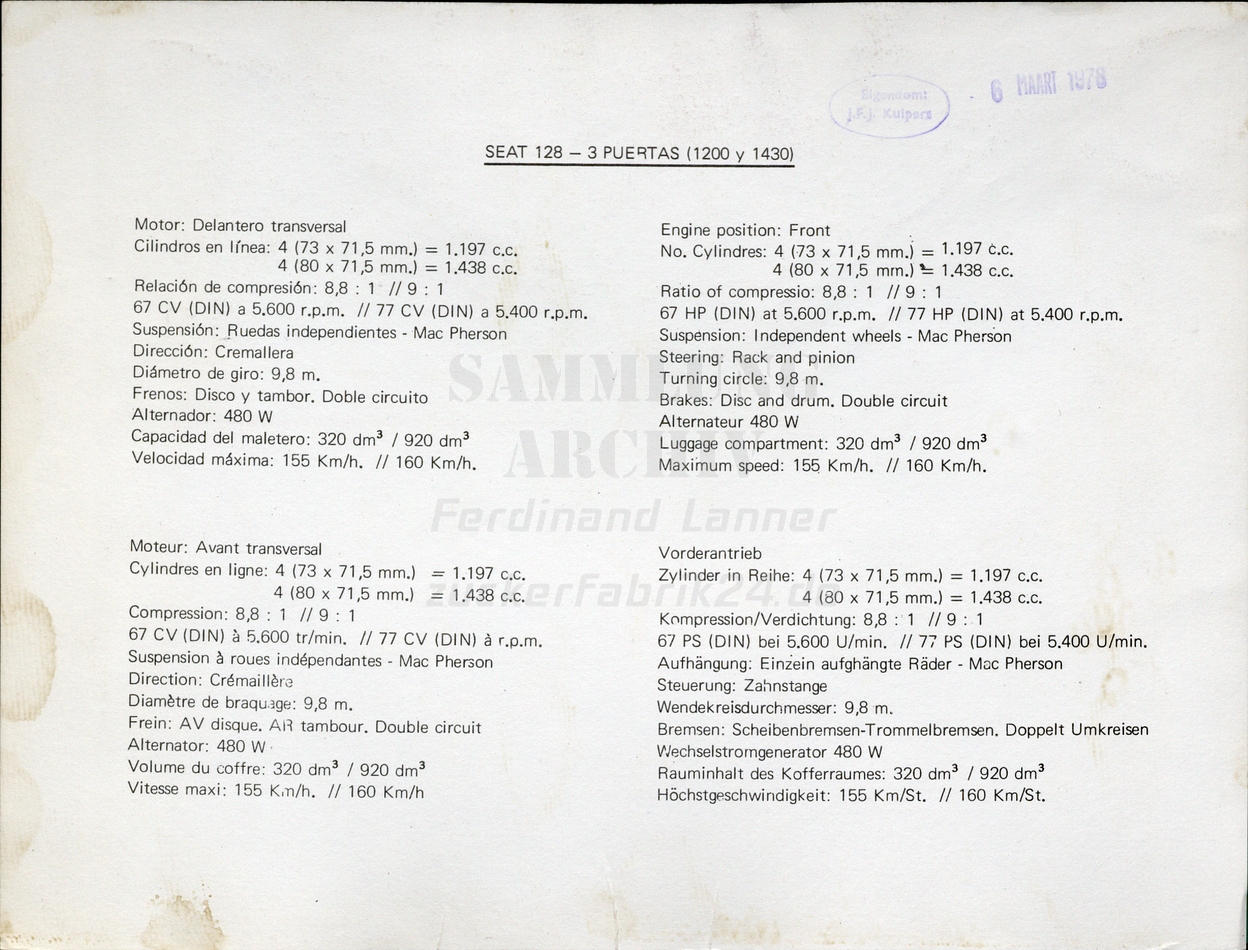 Eigendom:
J.F.J. Kuipers
6 MAART 1978
SEAT 128 – 3 PUERTAS (1200 y 1430)
Motor: Delantero transversal
Cilindros en línea: 4 (73 x 71,5 mm.) = 1.197 c.c.
4 (80 x 71,5 mm.) = 1.438 c.c.
Relación de compresión: 8,8 : 1 // 9 : 1
67 CV (DIN) a 5.600 r.p.m. // 77 CV (DIN) a 5.400 r.p.m.
Suspensión: Ruedas independientes - Mac Pherson
Dirección: Cremallera
Diámetro de giro: 9,8 m.
Frenos: Disco y tambor. Doble circuito
Alternador: 480 W
Capacidad del maletero: 320 dm³ / 920 dm³
Velocidad máxima: 155 Km/h. // 160 Km/h.
Engine position: Front
No. Cylindres: 4 (73 x 71,5 mm.) = 1.197 c.c.
4 (80 x 71,5 mm.) = 1.438 c.c.
Ratio of compressio: 8,8 : 1 // 9 : 1
67 HP (DIN) at 5.600 r.p.m. // 77 HP (DIN) at 5.400 r.p.m.
Suspension: Independent wheels - Mac Pherson
Steering: Rack and pinion
Turning circle: 9,8 m.
Brakes: Disc and drum. Double circuit
Alternateur 480 W
Luggage compartment: 320 dm³ / 920 dm³
Maximum speed: 155 Km/h. // 160 Km/h.
SAMMLUNG
ARCHIV
Ferdinand Lanner
zuckerfabrik24.de
Moteur: Avant transversal
Cylindres en ligne: 4 (73 x 71,5 mm.) = 1.197 c.c.
4 (80 x 71,5 mm.) = 1.438 c.c.
Compression: 8,8 : 1 // 9 : 1
67 CV (DIN) à 5.600 tr/min. // 77 CV (DIN) à r.p.m.
Suspension à roues indépendantes - Mac Pherson
Direction: Crémaillère
Diamètre de braquage: 9,8 m.
Frein: AV disque. AR tambour. Double circuit
Alternator: 480 W
Volume du coffre: 320 dm³ / 920 dm³
Vitesse maxi: 155 Km/h. // 160 Km/h
Vorderantrieb
Zylinder in Reihe: 4 (73 x 71,5 mm.) = 1.197 c.c.
4 (80 x 71,5 mm.) = 1.438 c.c.
Kompression/Verdichtung: 8,8 : 1 // 9 : 1
67 PS (DIN) bei 5.600 U/min. // 77 PS (DIN) bei 5.400 U/min.
Aufhängung: Einzein aufghängte Räder - Mac Pherson
Steuerung: Zahnstange
Wendekreisdurchmesser: 9,8 m.
Bremsen: Scheibenbremsen-Trommelbremsen. Doppelt Umkreisen
Wechselstromgenerator 480 W
Rauminhalt des Kofferraumes: 320 dm³ / 920 dm³
Höchstgeschwindigkeit: 155 Km/St. // 160 Km/St.